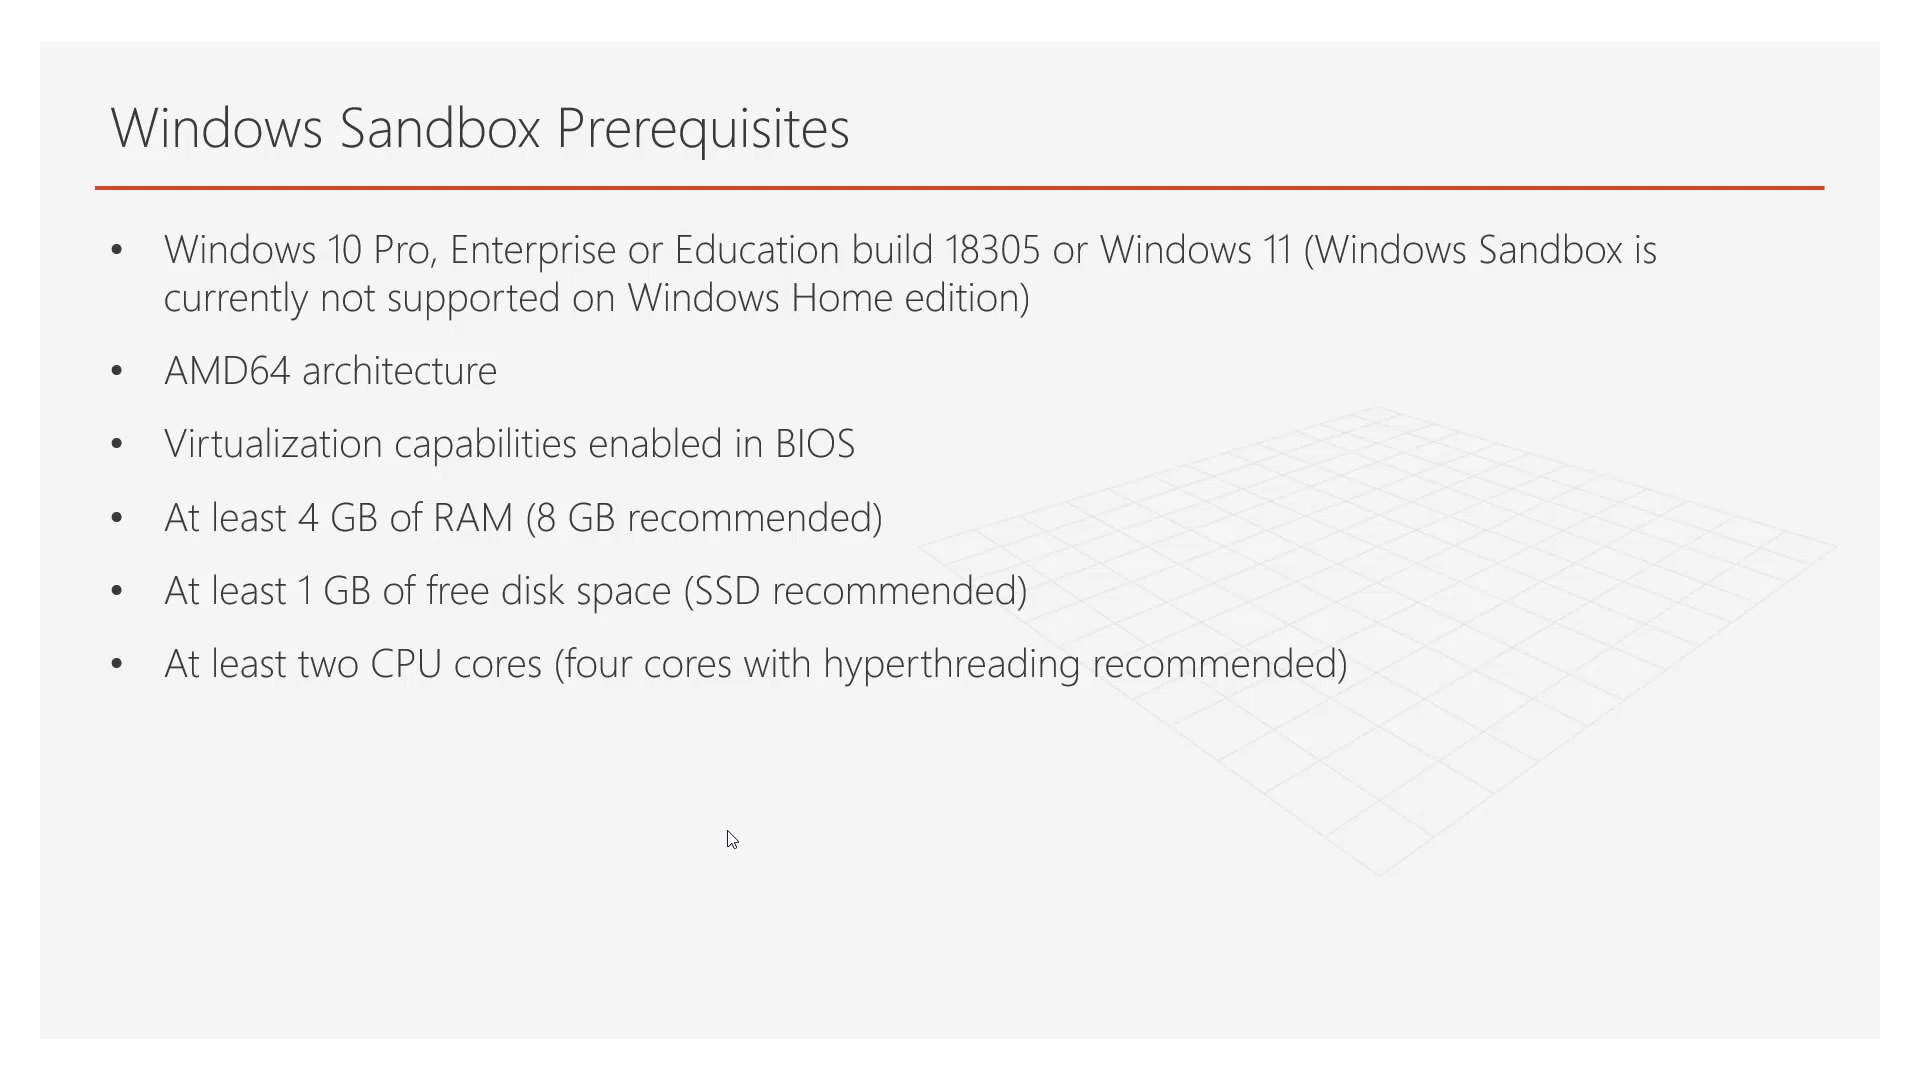 Windows Sandbox Prerequisites
• Windows 10 Pro, Enterprise or Education build 18305 or Windows 11 (Windows Sandbox is
currently not supported on Windows Home edition)
• AMD64 architecture
• Virtualization capabilities enabled in BIOS
• At least 4 GB of RAM (8 GB recommended)
• At least 1 GB of free disk space (SSD recommended)
• At least two CPU cores (four cores with hyperthreading recommended)